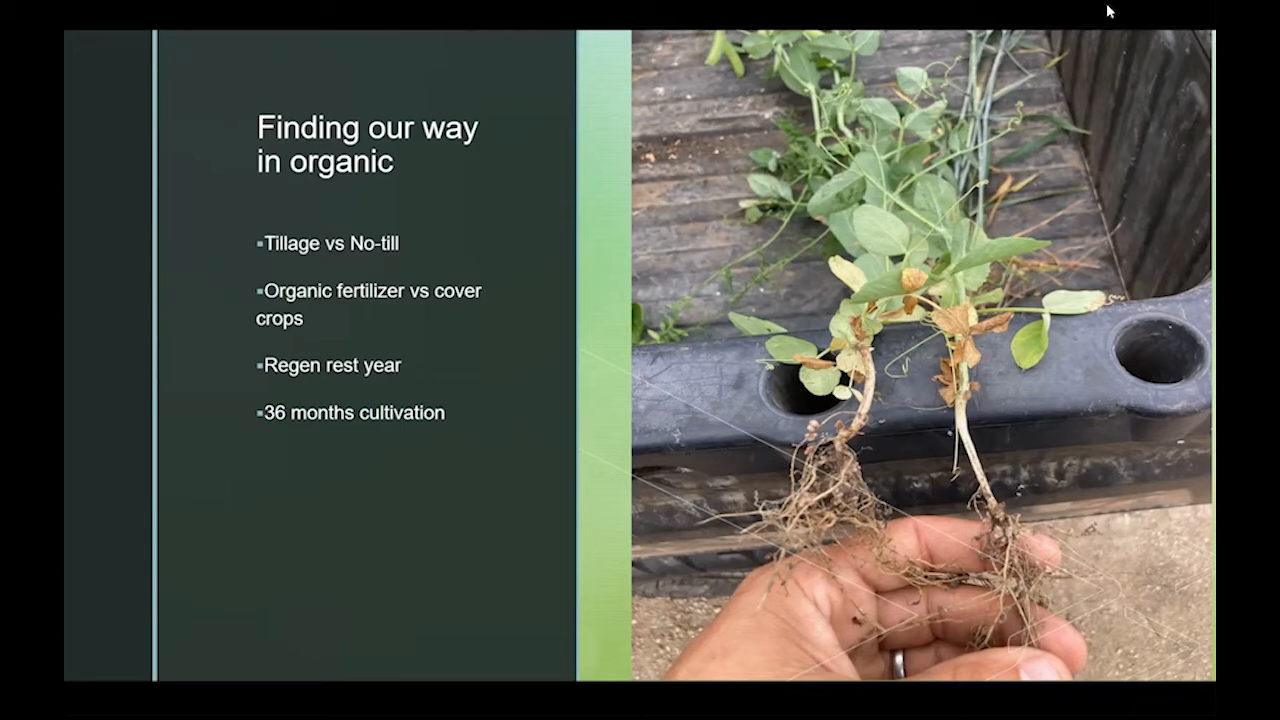 Finding our way
in organic
▪Tillage vs No-till
▪Organic fertilizer vs cover
crops
▪Regen rest year
▪36 months cultivation